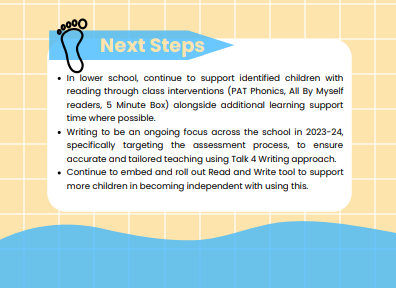 Next Steps
• In lower school, continue to support identified children with
reading through class interventions (PAT Phonics, All By Myself
readers, 5 Minute Box) alongside additional learning support
time where possible.
• Writing to be an ongoing focus across the school in 2023-24,
specifically targeting the assessment process, to ensure
accurate and tailored teaching using Talk 4 Writing approach.
• Continue to embed and roll out Read and Write tool to support
more children in becoming independent with using this.